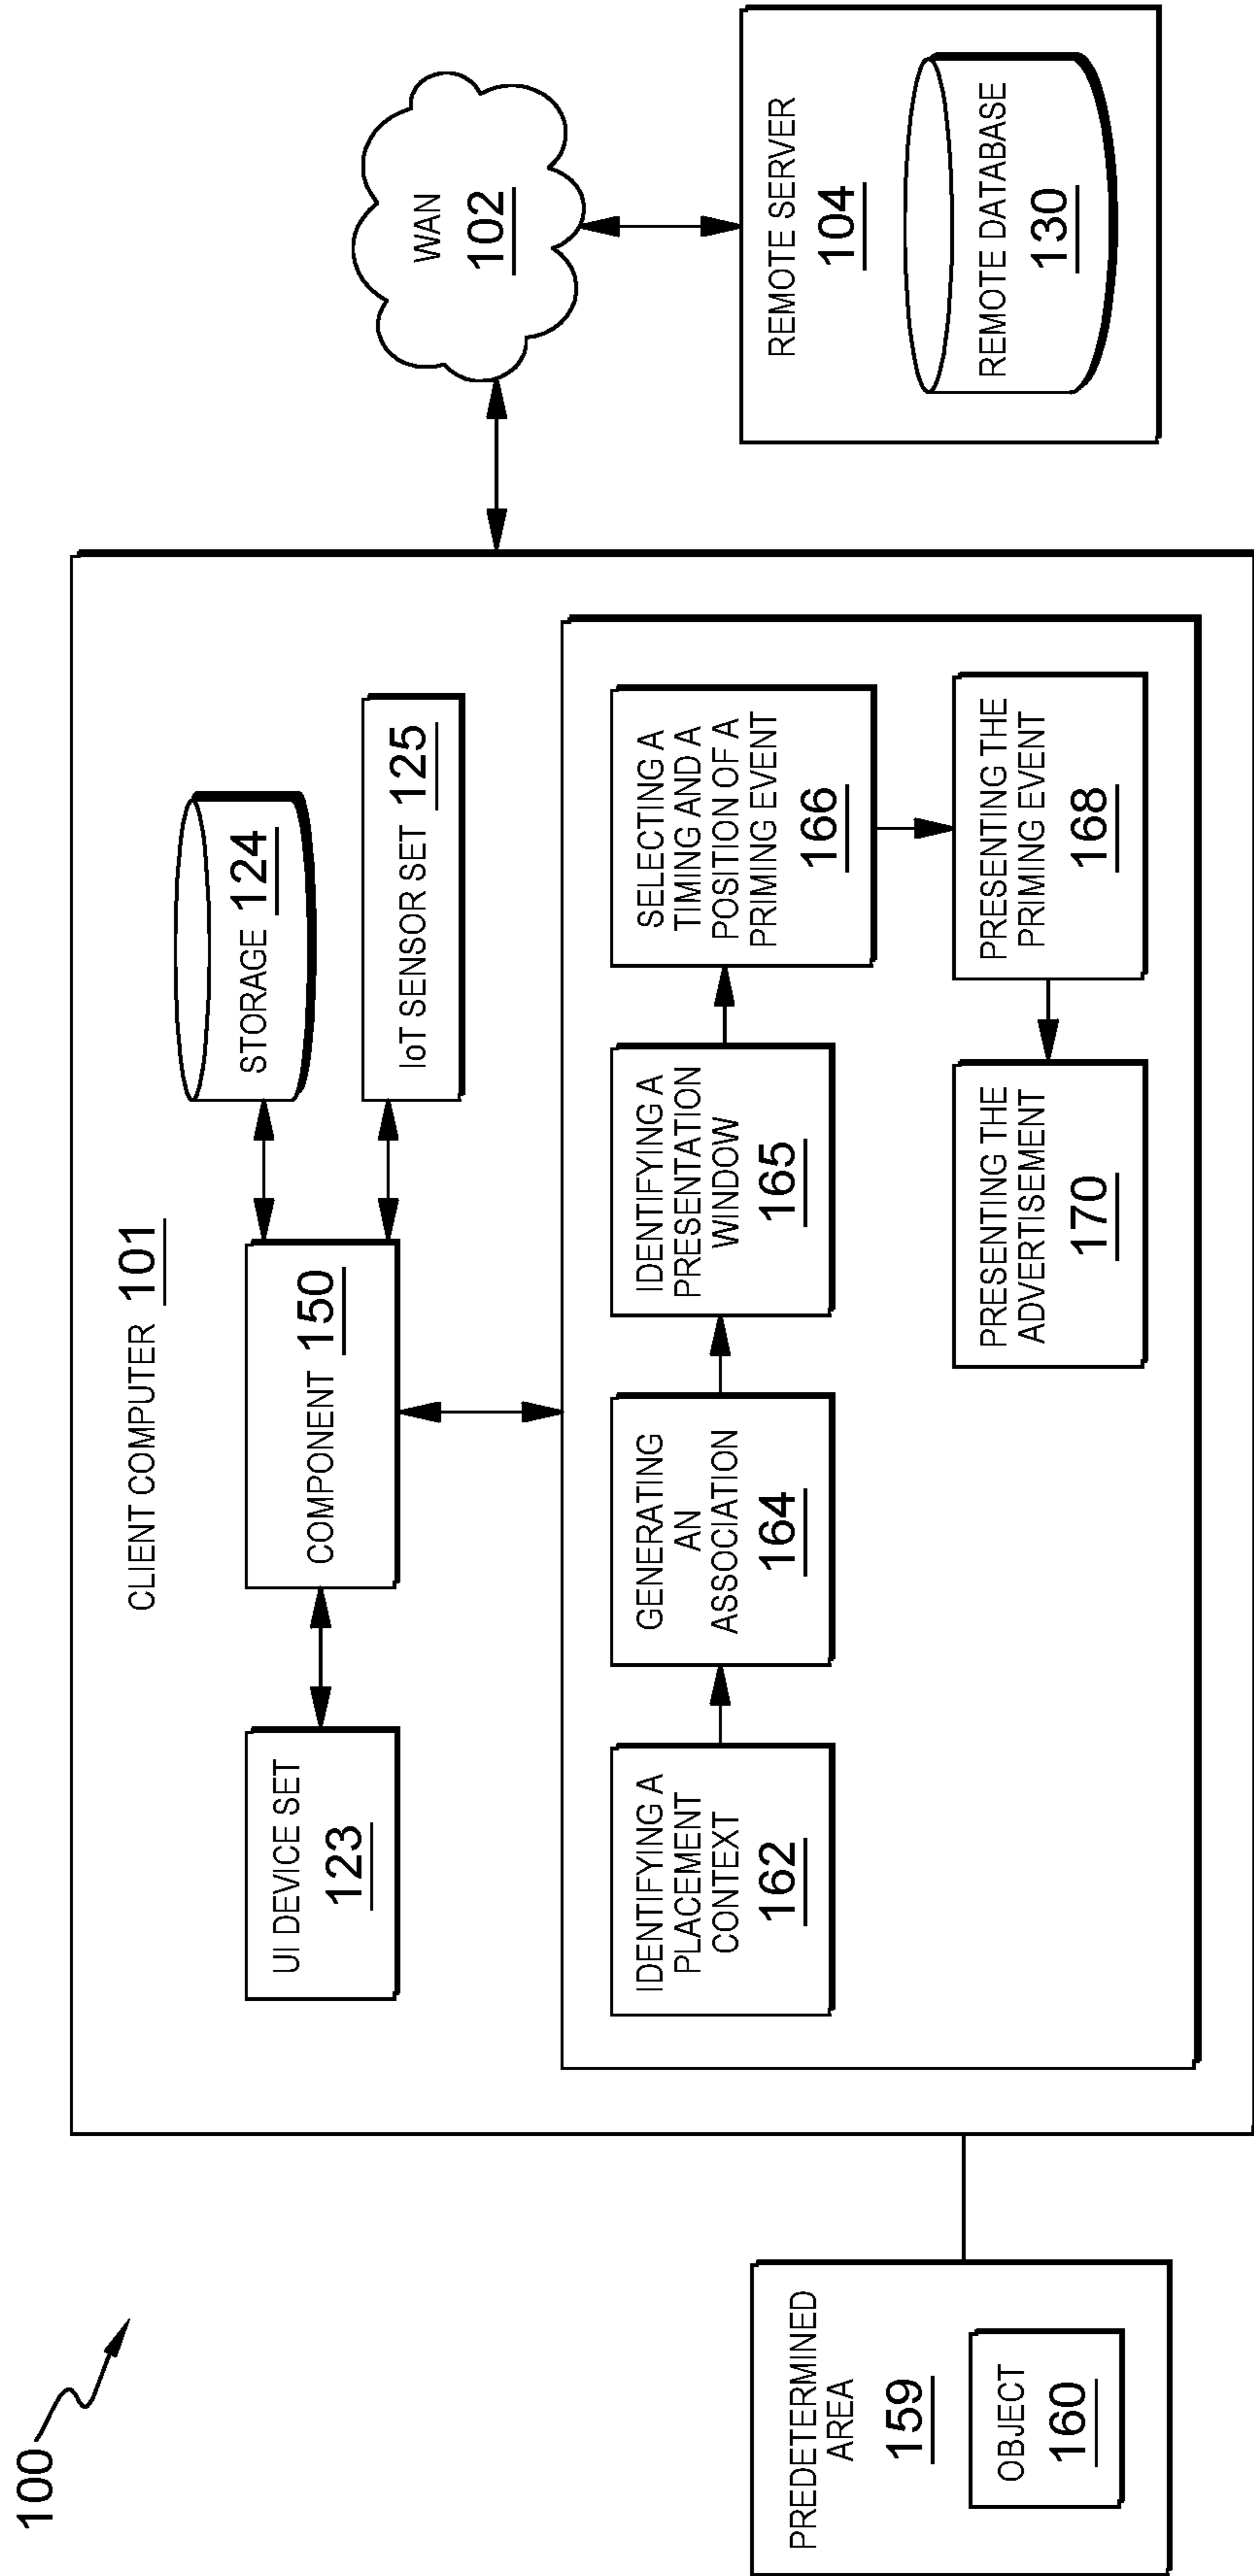 100
CLIENT COMPUTER 101
UI DEVICE SET
123
COMPONENT 150
STORAGE 124
IoT SENSOR SET 125
WAN
102
REMOTE SERVER
104
REMOTE DATABASE
130
PREDETERMINED
AREA
159
OBJECT
160
IDENTIFYING A
PLACEMENT
CONTEXT
162
GENERATING
AN
ASSOCIATION
164
IDENTIFYING A
PRESENTATION
WINDOW
165
SELECTING A
TIMING AND A
POSITION OF A
PRIMING EVENT
166
PRESENTING THE
PRIMING EVENT
168
PRESENTING THE
ADVERTISEMENT
170